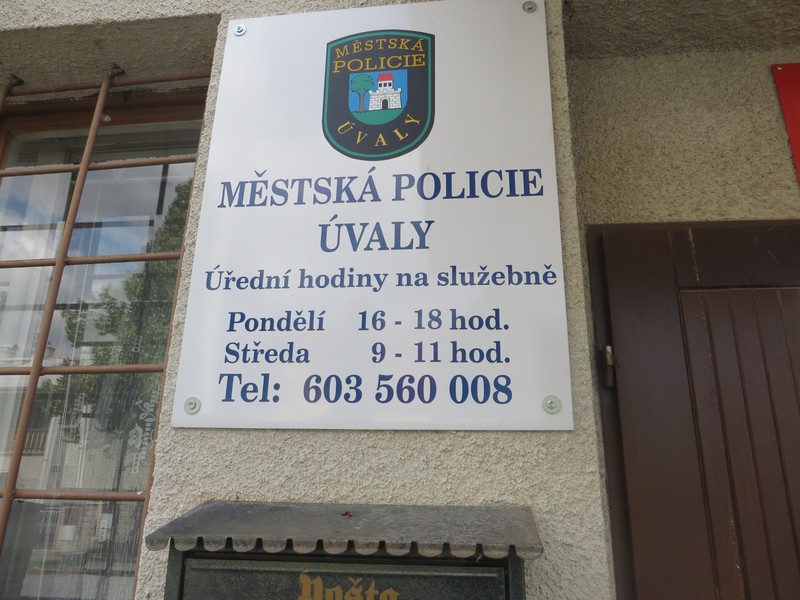 MĚSTSKÁ
POLICIE
ÚVALY
MĚSTSKÁ POLICIE
ÚVALY
Úřední hodiny na služebně
Pondělí 16 - 18 hod.
Středa 9 - 11 hod.
Tel: 603 560 008
Pošta